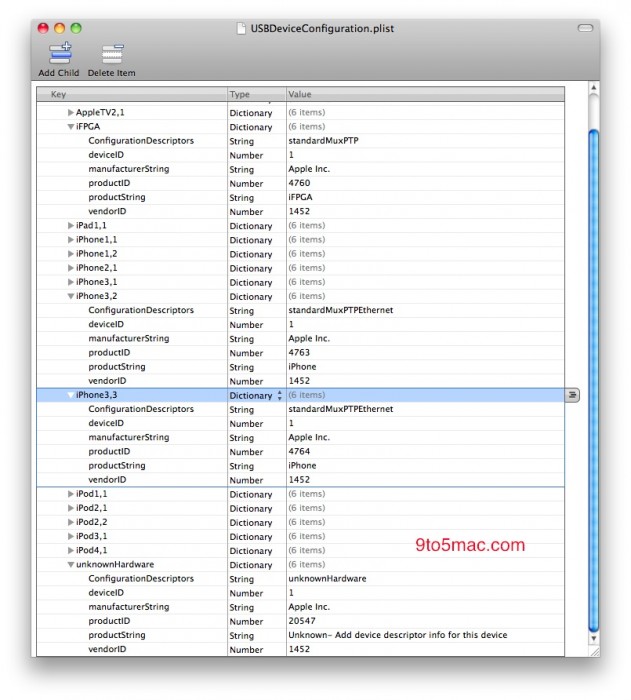 USBDeviceConfiguration.plist
Add Child Delete Item
Key Type Value
AppleTV2,1 Dictionary (6 items)
iFPGA Dictionary (6 items)
ConfigurationDescriptors String standardMuxPTP
deviceID Number 1
manufacturerString String Apple Inc.
productID Number 4760
productString String iFPGA
vendorID Number 1452
iPad1,1 Dictionary (6 items)
iPhone1,1 Dictionary (6 items)
iPhone1,2 Dictionary (6 items)
iPhone2,1 Dictionary (6 items)
iPhone3,1 Dictionary (6 items)
iPhone3,2 Dictionary (6 items)
ConfigurationDescriptors String standardMuxPTPEthernet
deviceID Number 1
manufacturerString String Apple Inc.
productID Number 4763
productString String iPhone
vendorID Number 1452
iPhone3,3 Dictionary (6 items)
ConfigurationDescriptors String standardMuxPTPEthernet
deviceID Number 1
manufacturerString String Apple Inc.
productID Number 4764
productString String iPhone
vendorID Number 1452
iPod1,1 Dictionary (6 items)
iPod2,1 Dictionary (6 items)
iPod2,2 Dictionary (6 items)
iPod3,1 Dictionary (6 items)
iPod4,1 Dictionary (6 items)
9to5mac.com
unknownHardware Dictionary (6 items)
ConfigurationDescriptors String unknownHardware
deviceID Number 1
manufacturerString String Apple Inc.
productID Number 20547
productString String Unknown- Add device descriptor info for this device
vendorID Number 1452